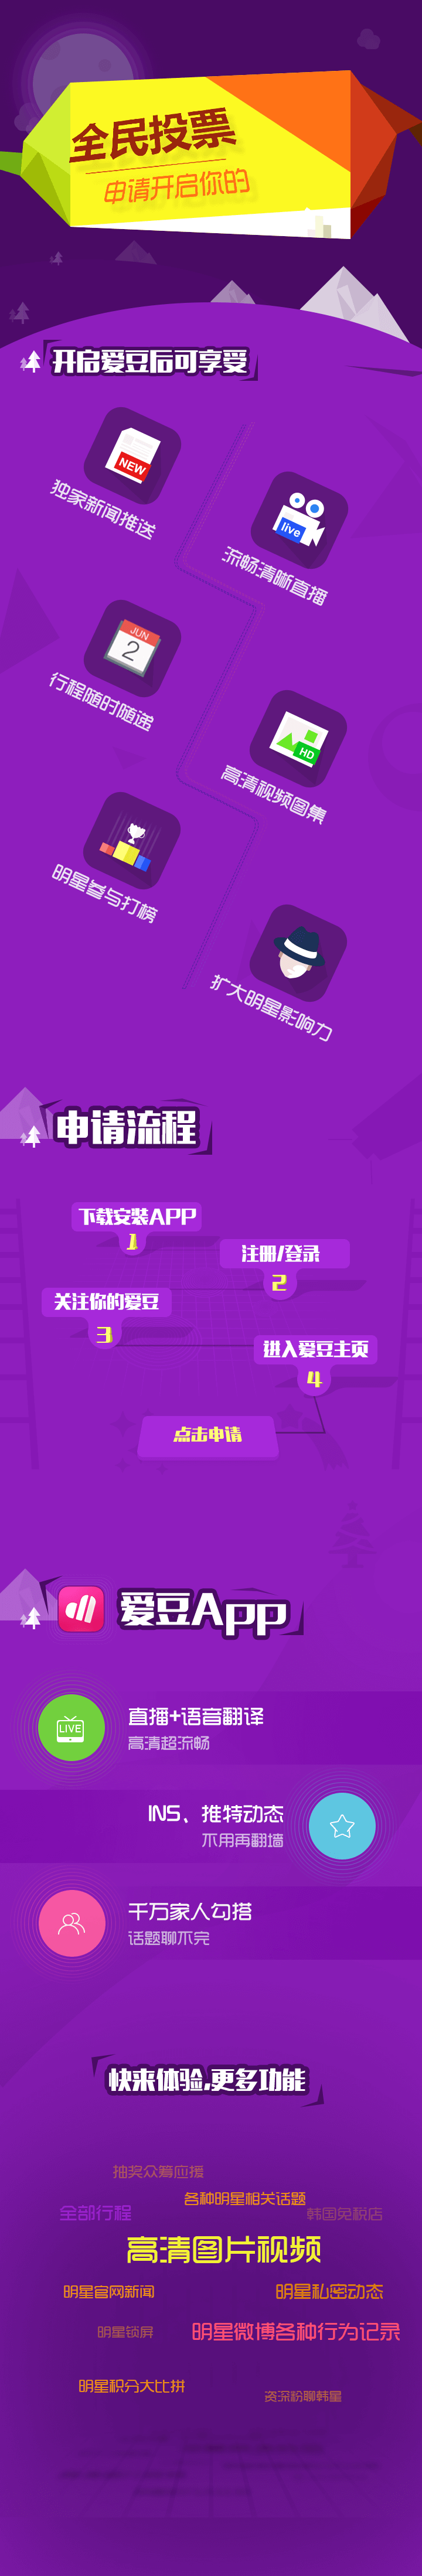 全民投票
申请开启你的
开启爱豆后可享受
NEW
独家新闻推送
live
流畅清晰直播
JUN
2
行程随时随递
HD
高清视频图集
明星参与打榜
扩大明星影响力
申请流程
下载安装APP
1
注册/登录
2
关注你的爱豆
3
进入爱豆主页
4
点击申请
爱豆App
LIVE
直播+语音翻译
高清超流畅
INS、推特动态
不用再翻墙
千万家人勾搭
话题聊不完
快来体验,更多功能
抽奖众筹应援
各种明星相关话题
全部行程
韩国免税店
高清图片视频
明星官网新闻
明星私密动态
明星锁屏
明星微博各种行为记录
明星积分大比拼
资深粉聊韩星